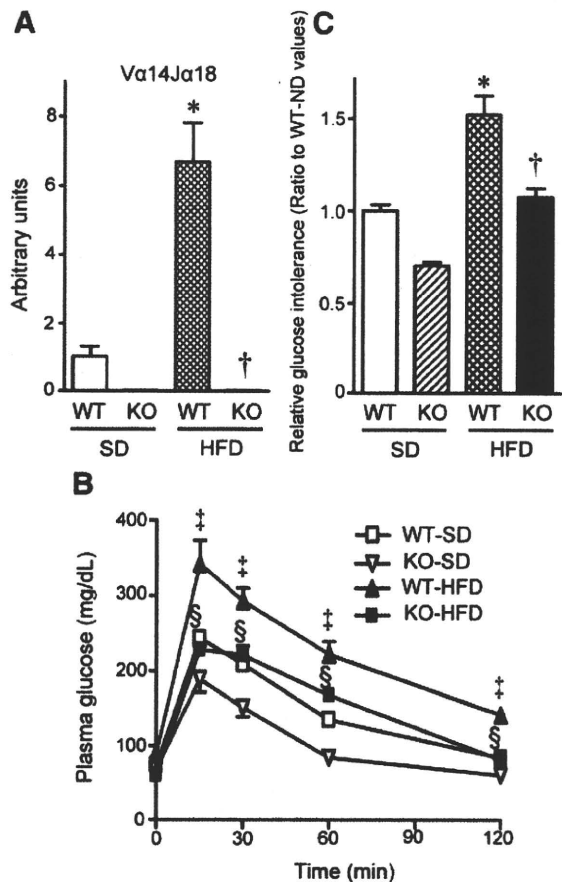 A
Vα14Jα18
Arbitrary units
8
6
4
2
0
*
†
WT KO WT KO
SD HFD
C
Relative glucose intolerance (Ratio to WT-ND values)
1.5
1.0
0.5
0
*
†
WT KO WT KO
SD HFD
B
Plasma glucose (mg/dL)
400
300
200
100
0
‡ ‡ ‡ ‡
§ § § §
WT-SD
KO-SD
WT-HFD
KO-HFD
0 30 60 90 120
Time (min)